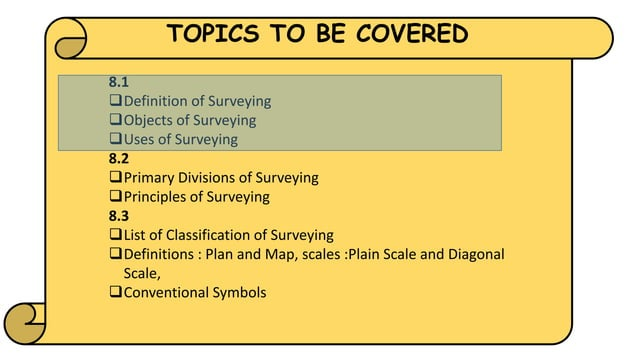 TOPICS TO BE COVERED
8.1
❑Definition of Surveying
❑Objects of Surveying
❑Uses of Surveying
8.2
❑Primary Divisions of Surveying
❑Principles of Surveying
8.3
❑List of Classification of Surveying
❑Definitions : Plan and Map, scales :Plain Scale and Diagonal
Scale,
❑Conventional Symbols